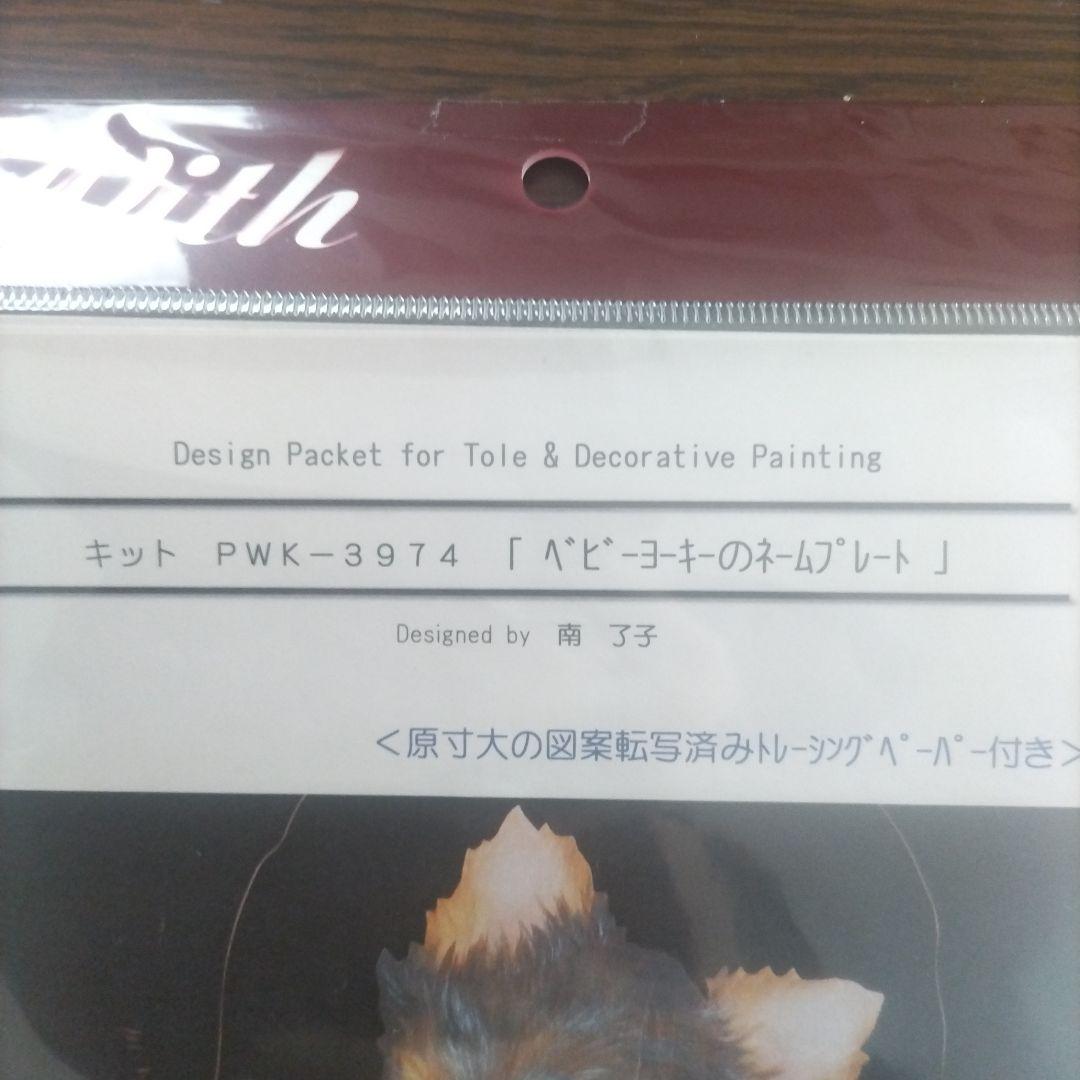 with
Design Packet for Tole & Decorative Painting
キット　ＰＷＫ－３９７４　「 ﾍﾞﾋﾞｰﾖｰｷｰのﾈｰﾑﾌﾟﾚｰﾄ 」
Designed by　南　了子
＜原寸大の図案転写済みﾄﾚｰｼﾝｸﾞﾍﾟｰﾊﾟｰ付き＞